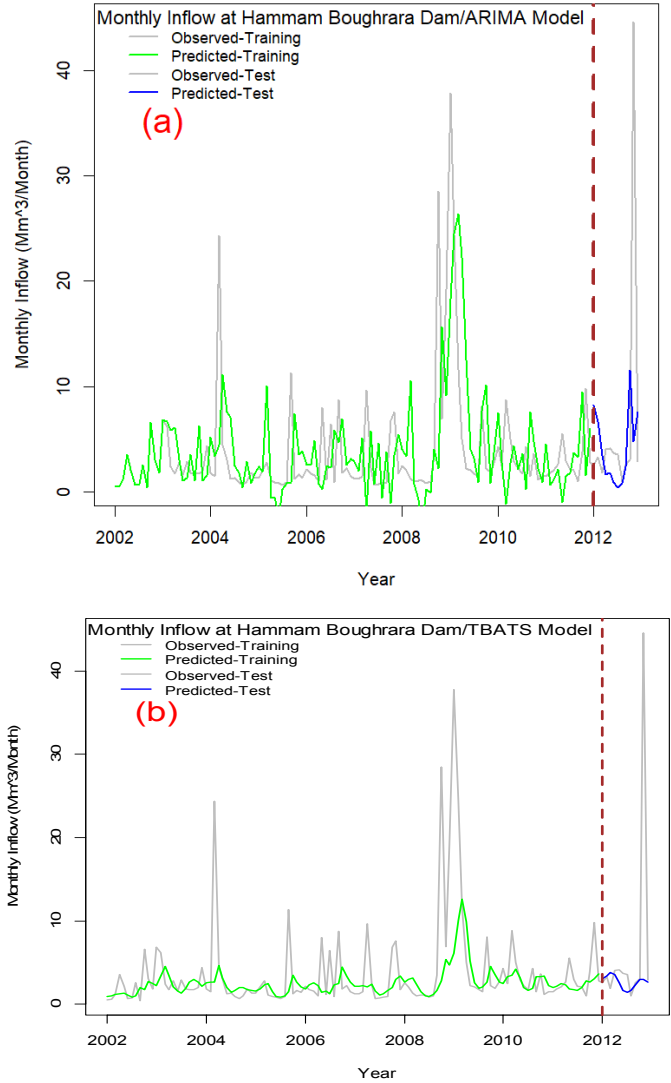 Monthly Inflow at Hammam Boughrara Dam/ARIMA Model
Observed-Training
Predicted-Training
Observed-Test
Predicted-Test
(a)
Monthly Inflow (Mm^3/Month)
40
30
20
10
0
2002 2004 2006 2008 2010 2012
Year
Monthly Inflow at Hammam Boughrara Dam/TBATS Model
Observed-Training
Predicted-Training
Observed-Test
Predicted-Test
(b)
Monthly Inflow (Mm^3/Month)
40
30
20
10
0
2002 2004 2006 2008 2010 2012
Year